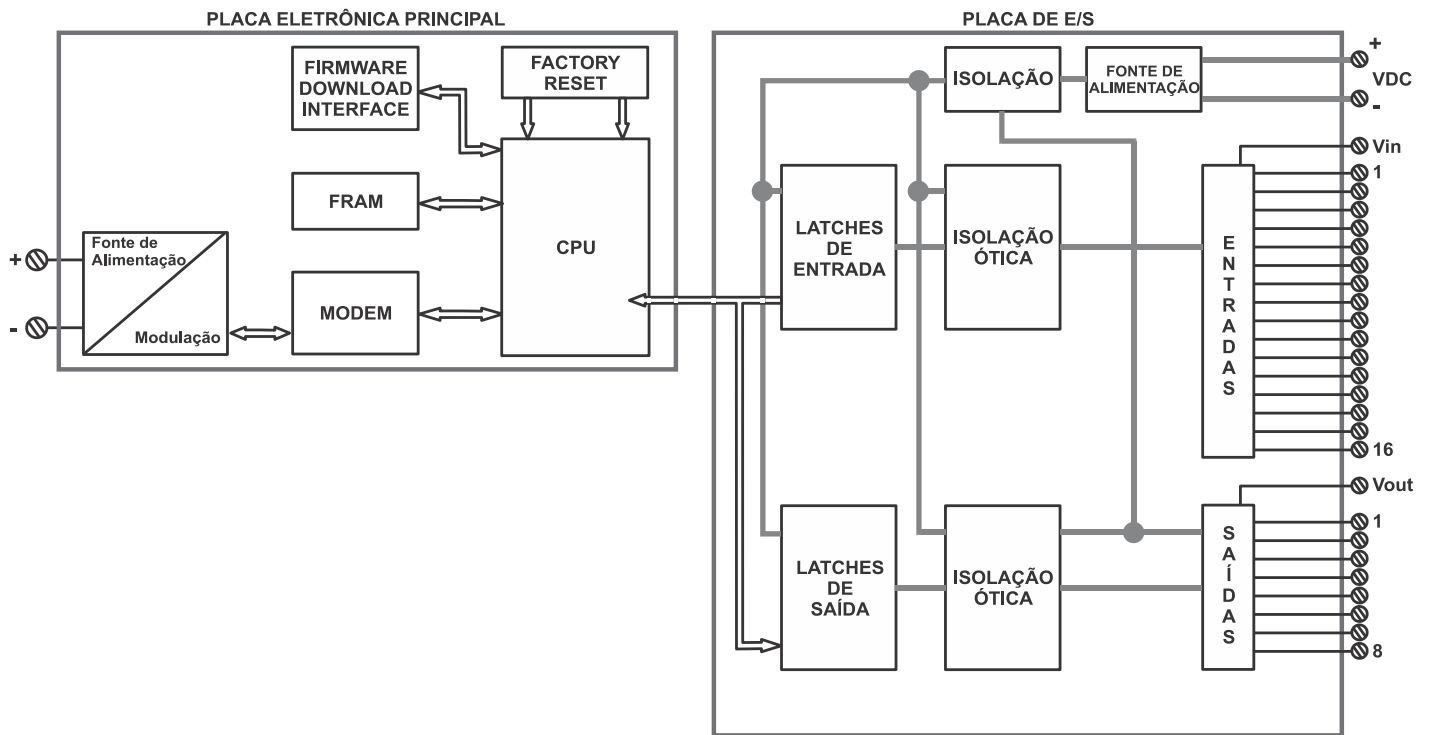 PLACA ELETRÔNICA PRINCIPAL
FIRMWARE
DOWNLOAD
INTERFACE
FACTORY
RESET
FRAM
CPU
Fonte de
Alimentação
Modulação
MODEM
+
-
PLACA DE E/S
ISOLAÇÃO
FONTE DE
ALIMENTAÇÃO
+
VDC
-
LATCHES
DE
ENTRADA
ISOLAÇÃO
ÓTICA
E
N
T
R
A
D
A
S
Vin
1
16
LATCHES
DE
SAÍDA
ISOLAÇÃO
ÓTICA
S
A
Í
D
A
S
Vout
1
8